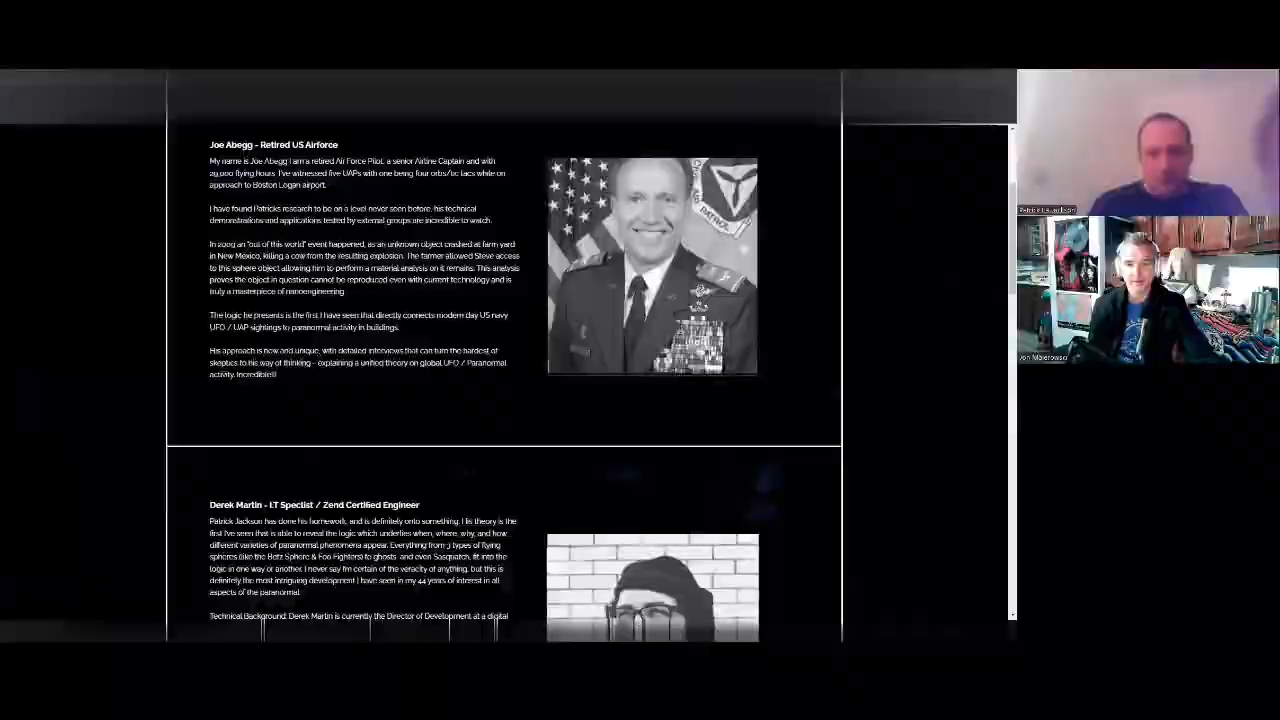 Joe Abegg - Retired US Airforce
My name is Joe Abegg I am a retired Air Force Pilot, a senior Airline Captain and with
29,000 flying hours. I've witnessed five UAPs with one being four orbs/tic tacs while on
approach to Boston Logan airport.
I have found Patricks research to be on a level never seen before, his technical
demonstrations and applications tested by external groups are incredible to watch.
In 2009 an "out of this world" event happened, as an unknown object crashed at farm yard
in New Mexico, killing a cow from the resulting explosion. The farmer allowed Steve access
to this sphere object allowing him to perform a material analysis on it remains. This analysis
proves the object in question cannot be reproduced even with current technology and is
truly a masterpiece of nanoengineering
The logic he presents is the first I have seen that directly connects modern day US navy
UFO / UAP sightings to paranormal activity in buildings.
His approach is new and unique, with detailed interviews that can turn the hardest of
skeptics to his way of thinking - explaining a unified theory on global UFO / Paranormal
activity. Incredible!!!
PATROL
Derek Martin - I.T Spectist / Zend Certified Engineer
Patrick Jackson has done his homework, and is definitely onto something. His theory is the
first I've seen that is able to reveal the logic which underlies when, where, why, and how
different varieties of paranormal phenomena appear. Everything from 3 types of flying
spheres (like the Betz Sphere & Foo Fighters) to ghosts, and even Sasquatch, fit into the
logic in one way or another. I never say I'm certain of the veracity of anything, but this is
definitely the most intriguing development I have seen in my 44 years of interest in all
aspects of the paranormal
Technical Background: Derek Martin is currently the Director of Development at a digital
Jon Majerowski